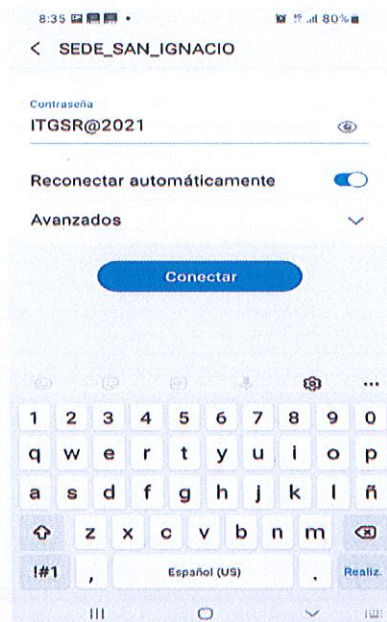 8:35 80%
< SEDE_SAN_IGNACIO
Contraseña
ITGSR@2021
Reconectar automáticamente
Avanzados
Conectar
...
1 2 3 4 5 6 7 8 9 0
q w e r t y u i o p
a s d f g h j k l ñ
z x c v b n m
!#1 , Español (US) . Realiz.